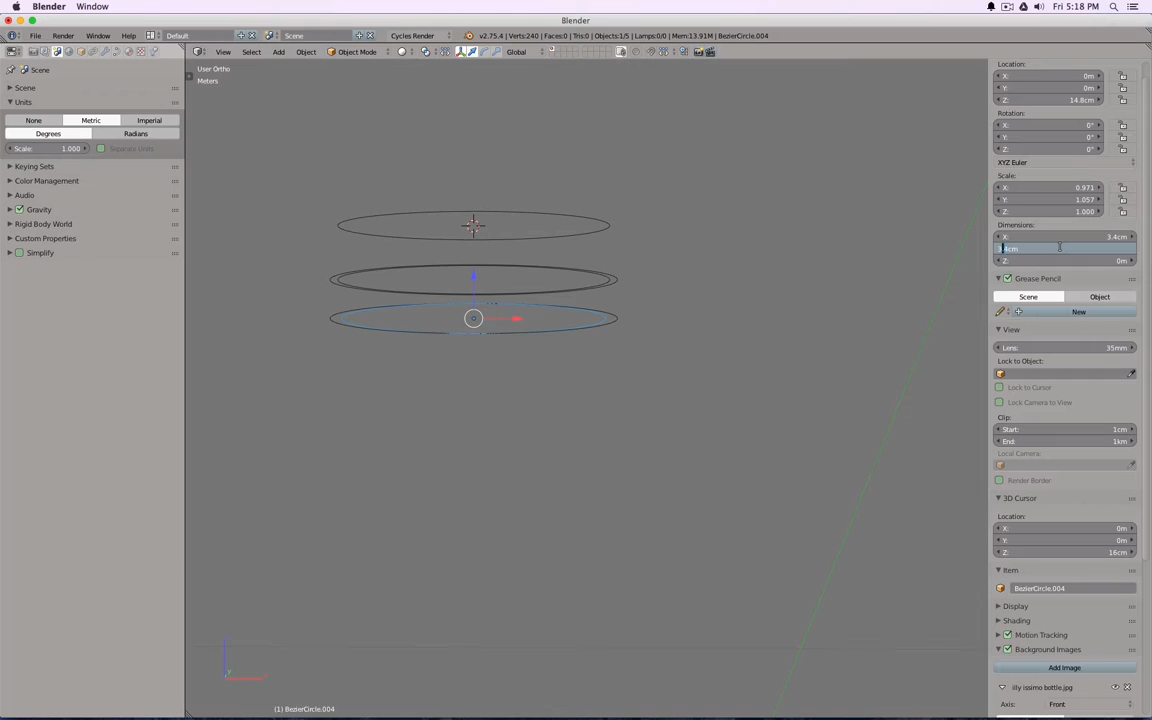 Blender Window Fri 5:18 PM
Blender
File Render Window Help Default Scene Cycles Render v2.75.4 | Verts:240 | Faces:0 | Tris:0 | Objects:1/5 | Lamps:0/0 | Mem:13.91M | BezierCircle.004
View Select Add Object Object Mode Global
Scene
Scene
Units
None Metric Imperial
Degrees Radians
Scale: 1.000 Separate Units
Keying Sets
Color Management
Audio
Gravity
Rigid Body World
Custom Properties
Simplify
User Ortho
Meters
(1) BezierCircle.004
Location:
X: 0m
Y: 0m
Z: 14.8cm
Rotation:
X: 0°
Y: 0°
Z: 0°
XYZ Euler
Scale:
X: 0.971
Y: 1.057
Z: 1.000
Dimensions:
X: 3.4cm
3.4cm
Z: 0m
Grease Pencil
Scene Object
New
View
Lens: 35mm
Lock to Object:
Lock to Cursor
Lock Camera to View
Clip:
Start: 1cm
End: 1km
Local Camera:
Render Border
3D Cursor
Location:
X: 0m
Y: 0m
Z: 16cm
Item
BezierCircle.004
Display
Shading
Motion Tracking
Background Images
Add Image
illy issimo bottle.jpg
Axis: Front